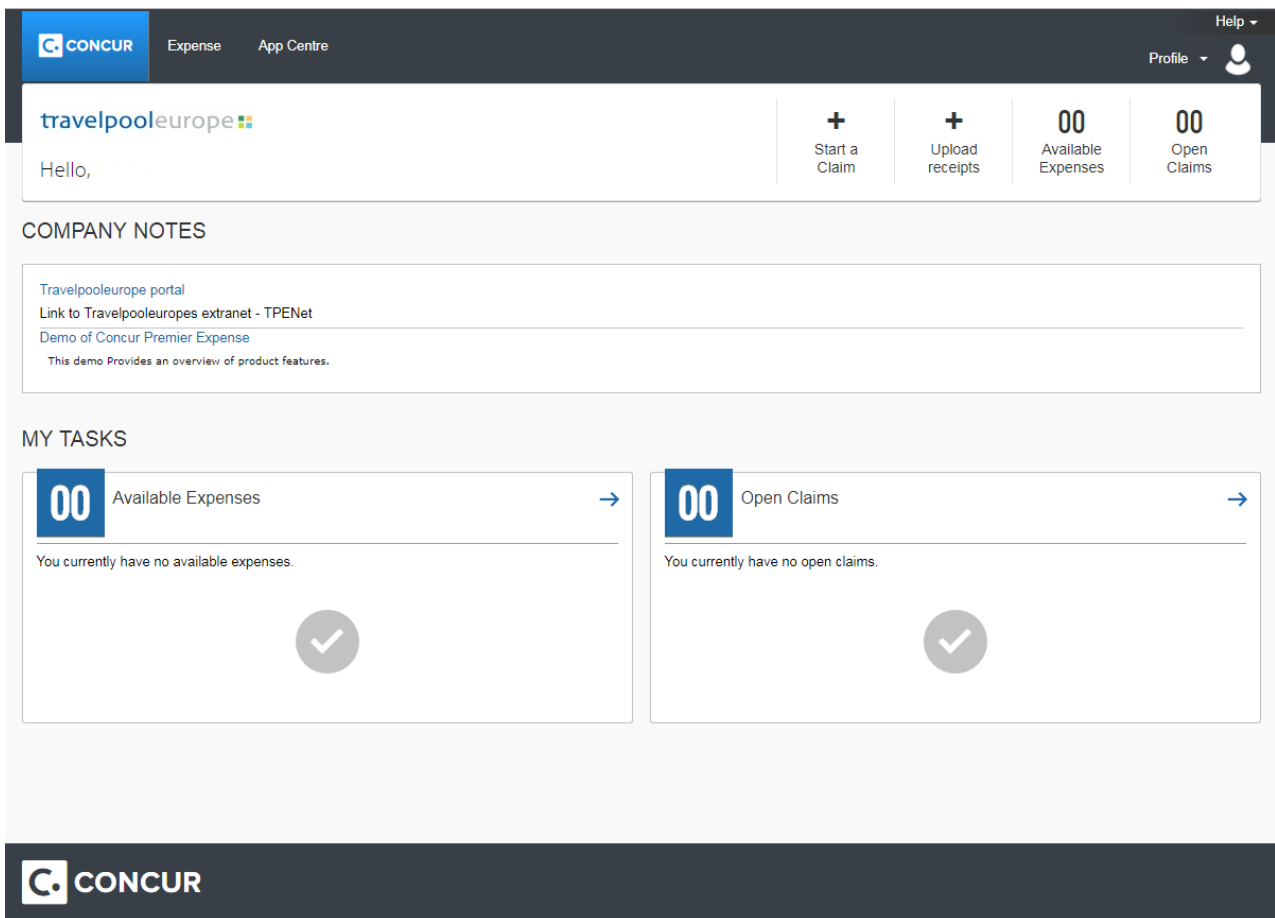 Help
CONCUR
Expense
App Centre
Profile
travelpooleurope
Hello,
+
Start a
Claim
+
Upload
receipts
00
Available
Expenses
00
Open
Claims
COMPANY NOTES
Travelpooleurope portal
Link to Travelpooleuropes extranet - TPENet
Demo of Concur Premier Expense
This demo Provides an overview of product features.
MY TASKS
00
Available Expenses
You currently have no available expenses.
00
Open Claims
You currently have no open claims.
C. CONCUR